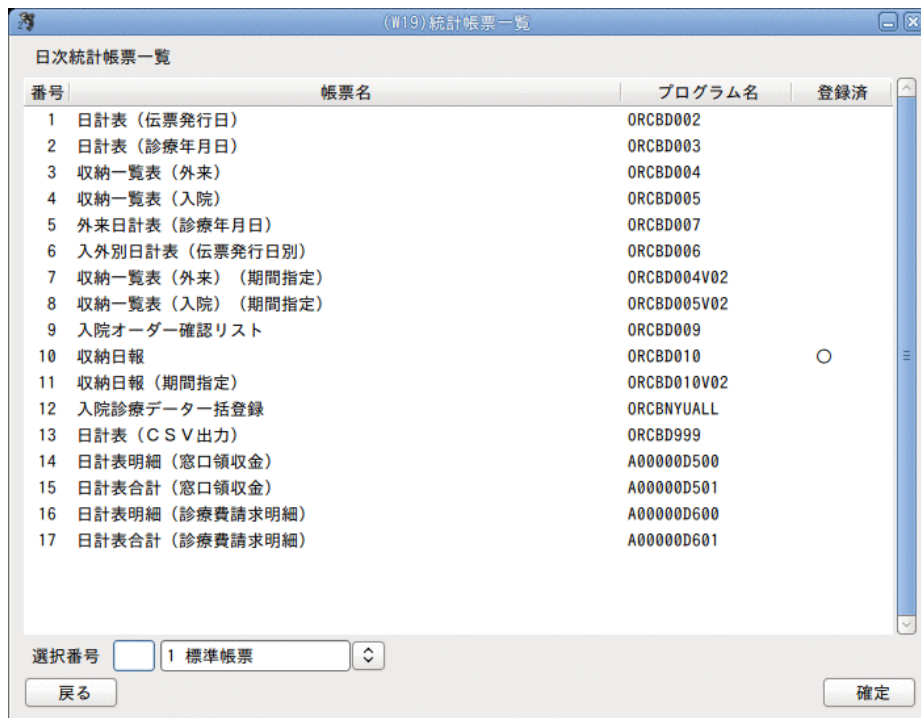 (W19)統計帳票一覧
日次統計帳票一覧
番号 帳票名 プログラム名 登録済
1 日計表（伝票発行日） ORCBD002
2 日計表（診療年月日） ORCBD003
3 収納一覧表（外来） ORCBD004
4 収納一覧表（入院） ORCBD005
5 外来日計表（診療年月日） ORCBD007
6 入外別日計表（伝票発行日別） ORCBD006
7 収納一覧表（外来）（期間指定） ORCBD004V02
8 収納一覧表（入院）（期間指定） ORCBD005V02
9 入院オーダー確認リスト ORCBD009
10 収納日報 ORCBD010 ○
11 収納日報（期間指定） ORCBD010V02
12 入院診療データ一括登録 ORCBNYUALL
13 日計表（ＣＳＶ出力） ORCBD999
14 日計表明細（窓口領収金） A00000D500
15 日計表合計（窓口領収金） A00000D501
16 日計表明細（診療費請求明細） A00000D600
17 日計表合計（診療費請求明細） A00000D601
選択番号 1 標準帳票
戻る 確定